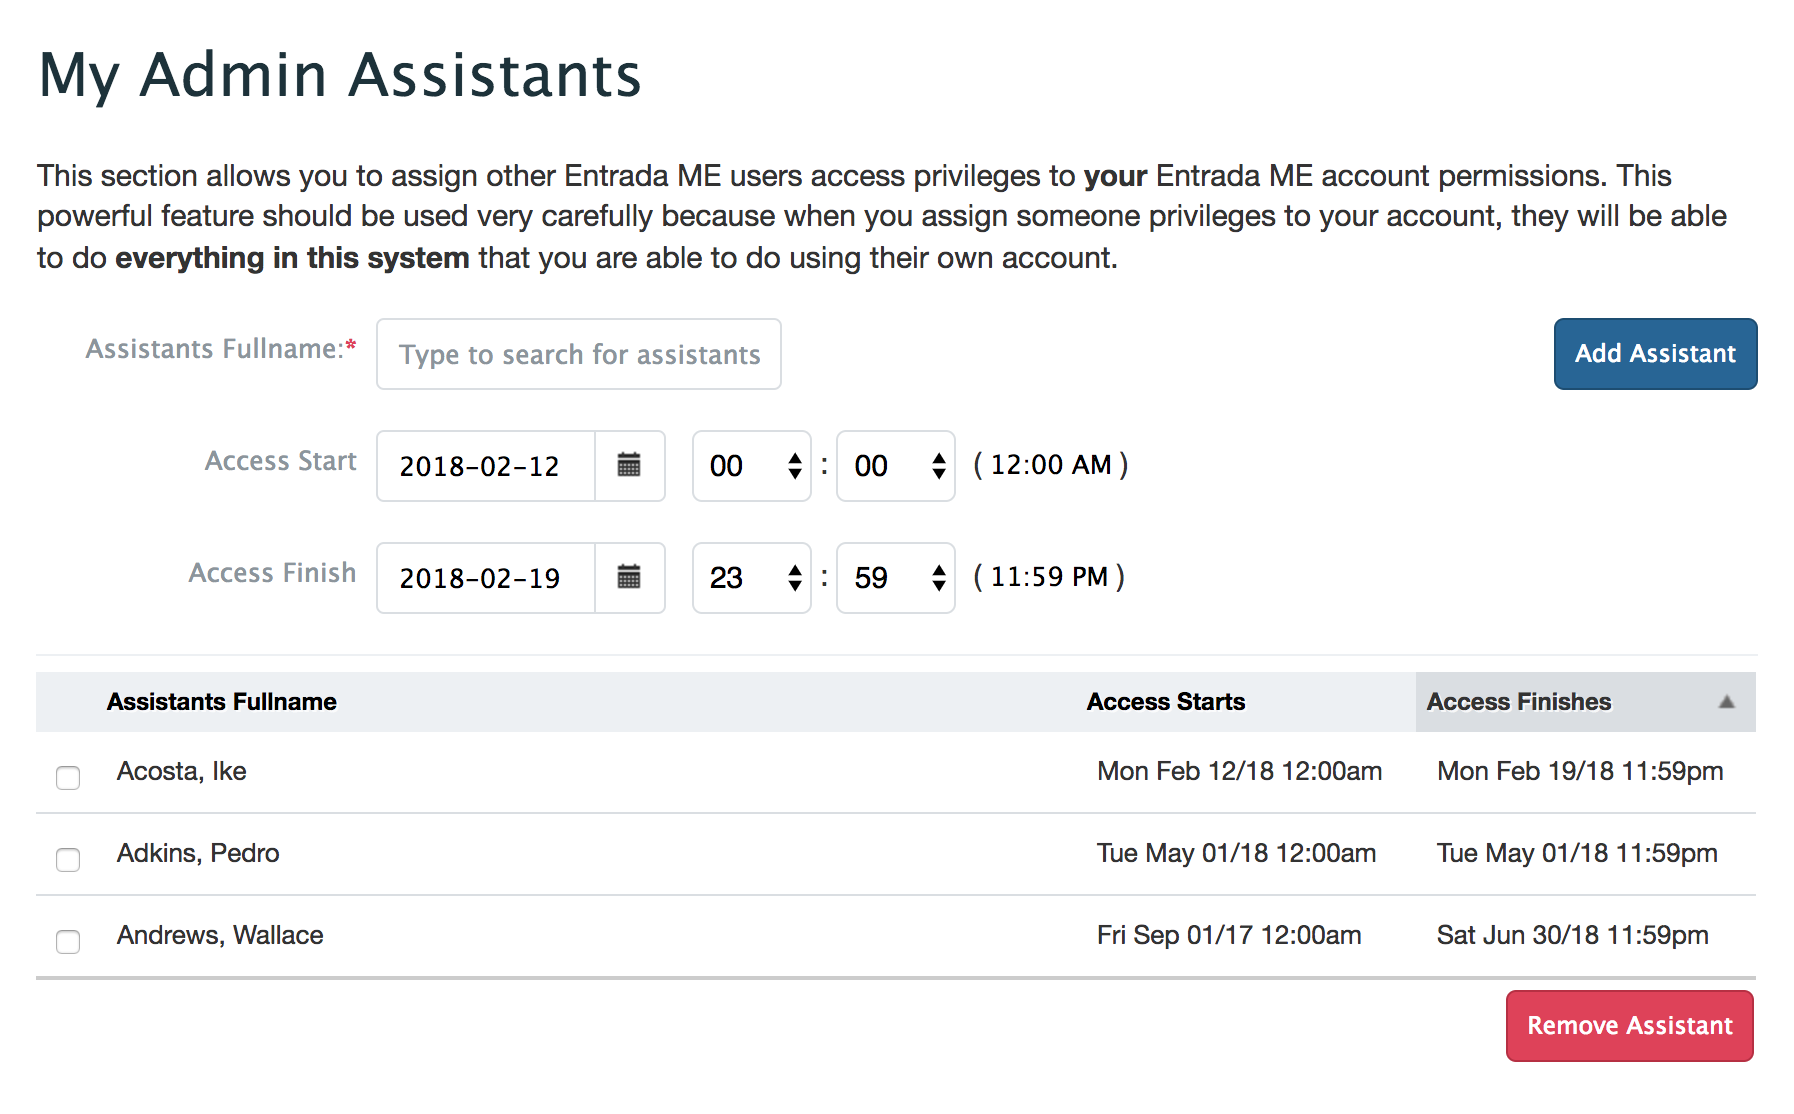 My Admin Assistants
This section allows you to assign other Entrada ME users access privileges to your Entrada ME account permissions. This
powerful feature should be used very carefully because when you assign someone privileges to your account, they will be able
to do everything in this system that you are able to do using their own account.
Assistants Fullname:* Type to search for assistants Add Assistant
Access Start 2018-02-12 00 : 00 ( 12:00 AM )
Access Finish 2018-02-19 23 : 59 ( 11:59 PM )
Assistants Fullname Access Starts Access Finishes
Acosta, Ike Mon Feb 12/18 12:00am Mon Feb 19/18 11:59pm
Adkins, Pedro Tue May 01/18 12:00am Tue May 01/18 11:59pm
Andrews, Wallace Fri Sep 01/17 12:00am Sat Jun 30/18 11:59pm
Remove Assistant